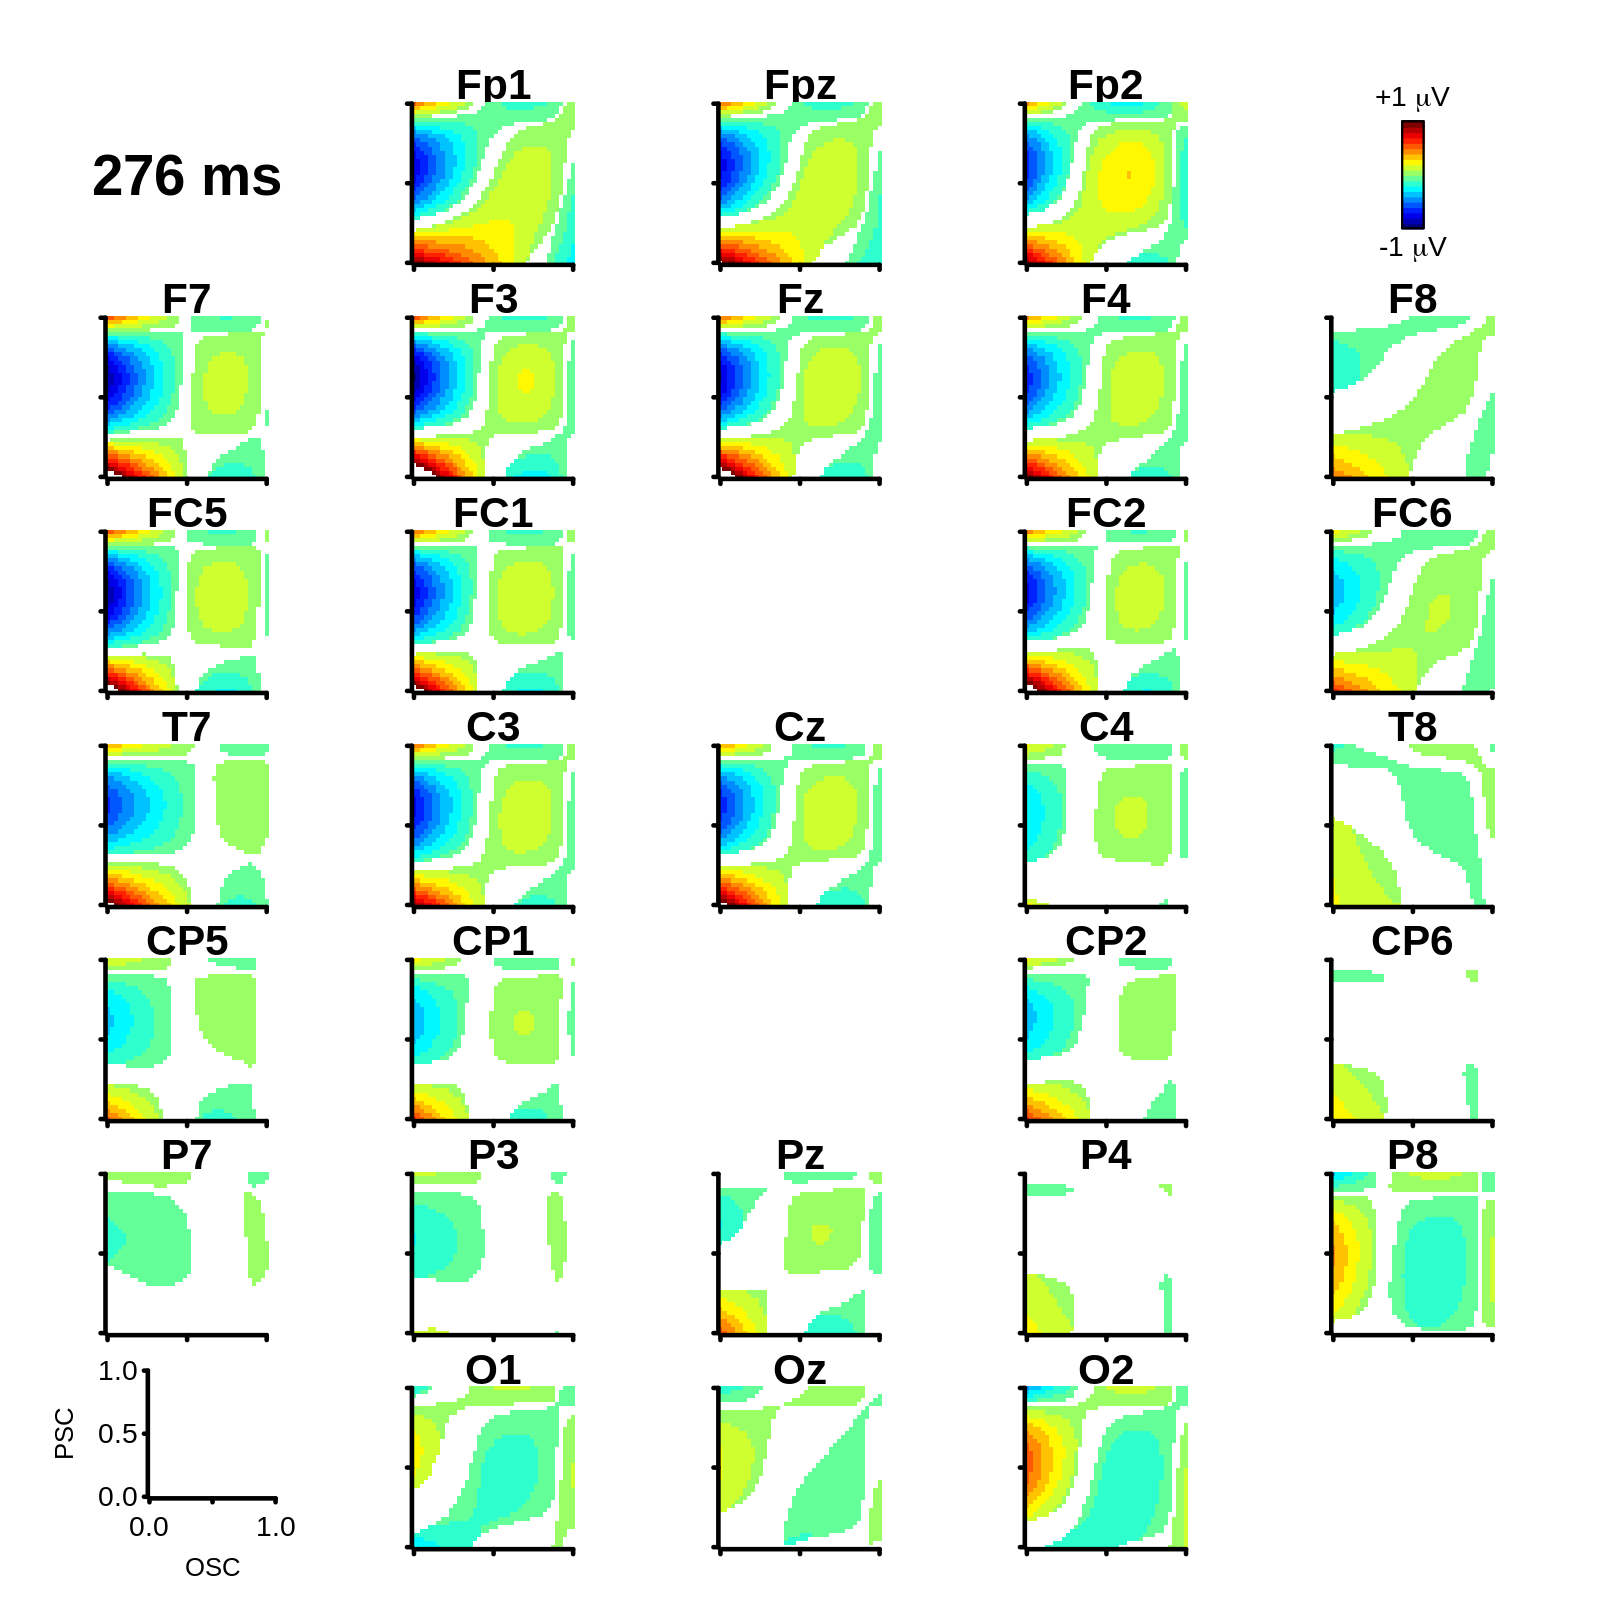 Fp1 Fpz Fp2
+1 μV
276 ms
-1 μV
F7 F3 Fz F4 F8
FC5 FC1 FC2 FC6
T7 C3 Cz C4 T8
CP5 CP1 CP2 CP6
P7 P3 Pz P4 P8
O1 Oz O2
1.0
PSC
0.5
0.0
0.0 1.0
OSC